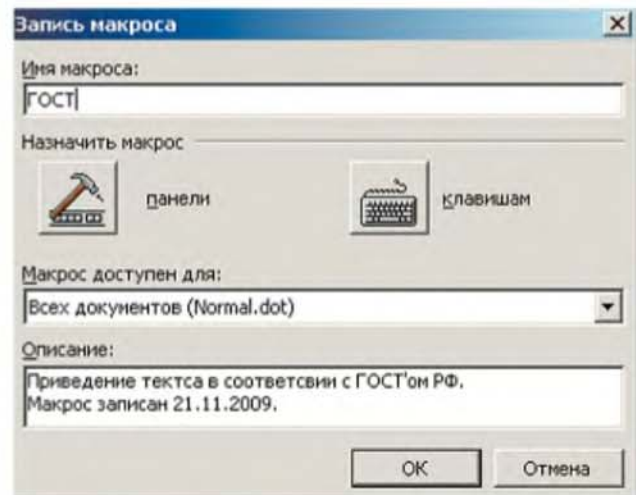 Запись макроса
Имя макроса:
ГОСТ
Назначить макрос
панели
клавишам
Макрос доступен для:
Всех документов (Normal.dot)
Описание:
Приведение тектса в соответсвии с ГОСТ'ом РФ.
Макрос записан 21.11.2009.
ОК
Отмена